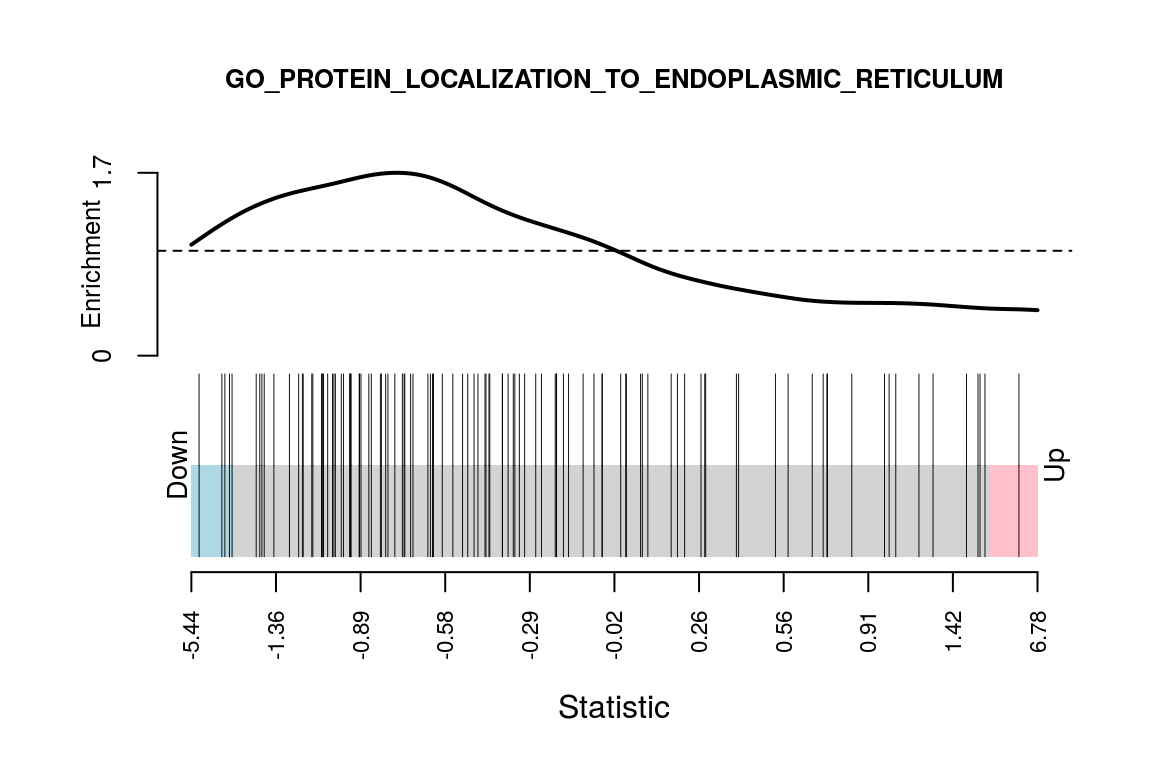 GO_PROTEIN_LOCALIZATION_TO_ENDOPLASMIC_RETICULUM
1.7
Enrichment
0
Down
Up
-5.44 -1.36 -0.89 -0.58 -0.29 -0.02 0.26 0.56 0.91 1.42 6.78
Statistic